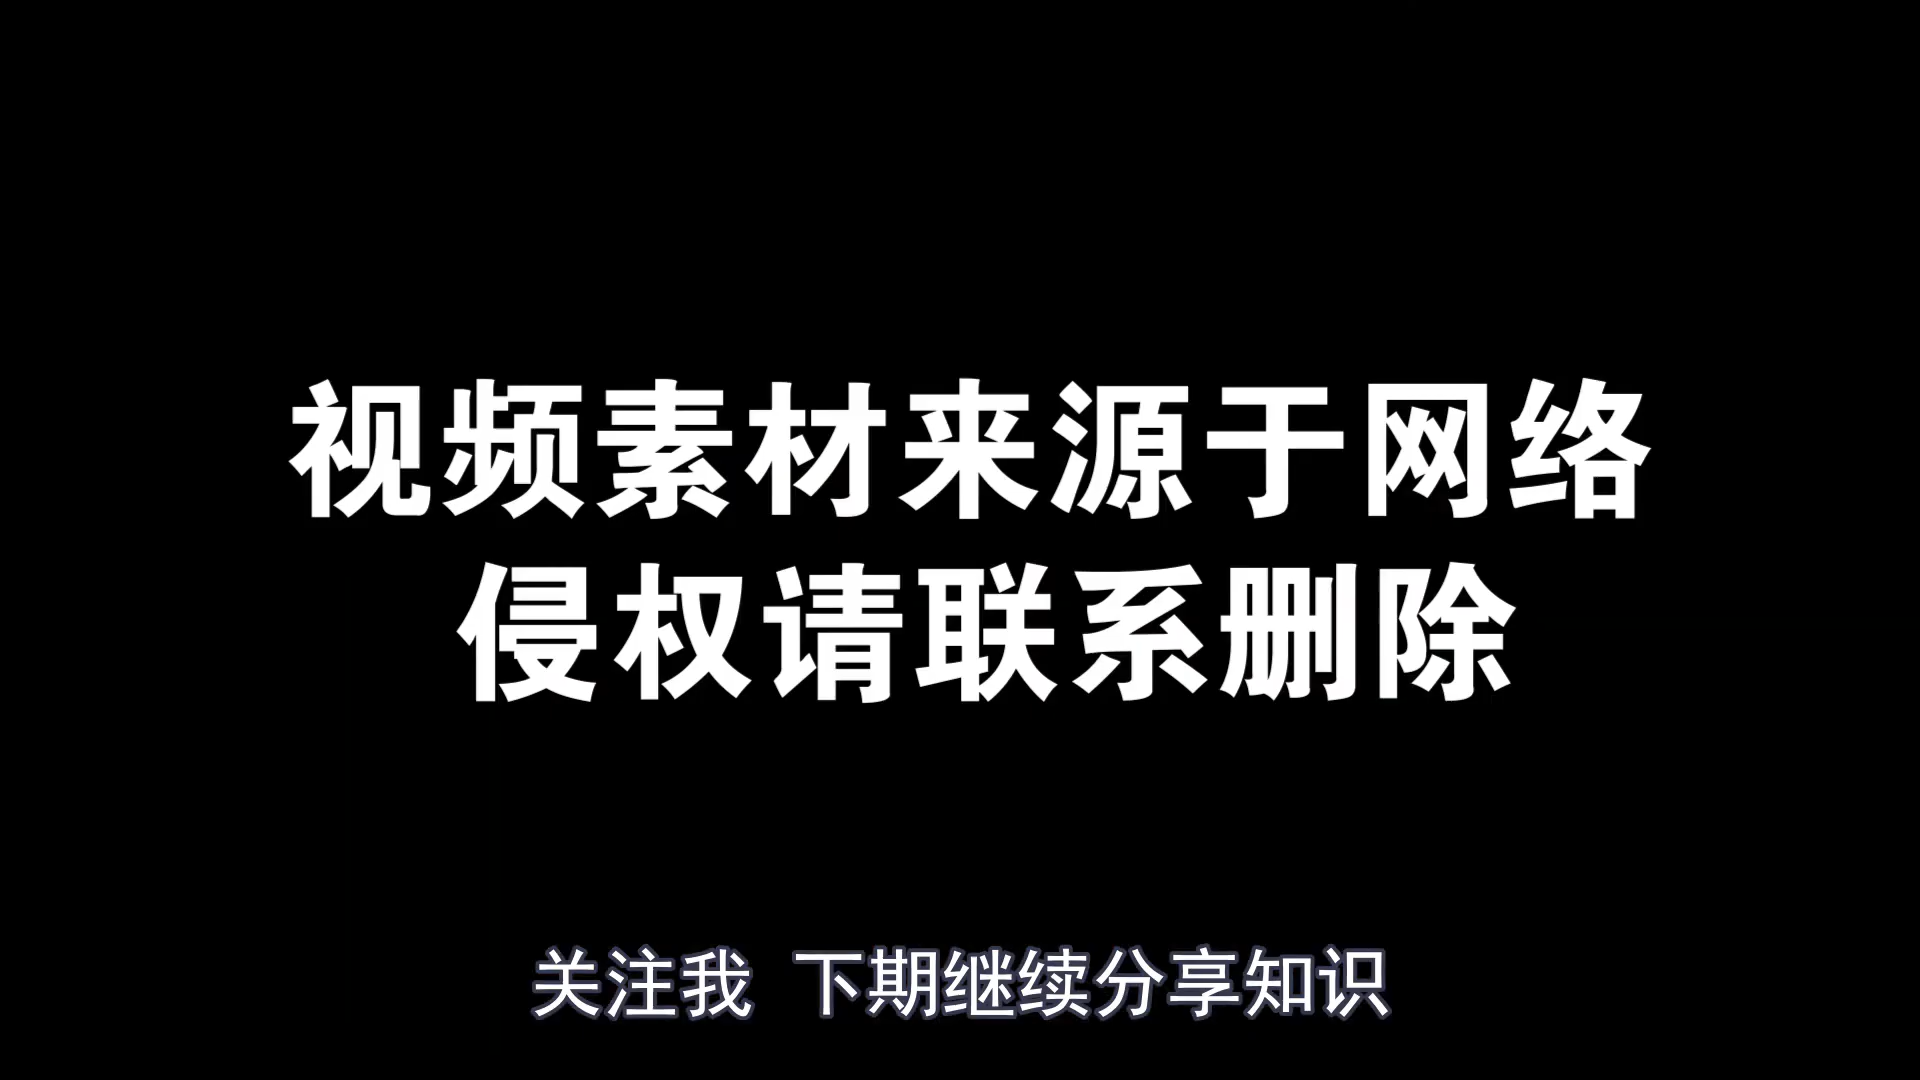 视频素材来源于网络
侵权请联系删除
关注我 下期继续分享知识